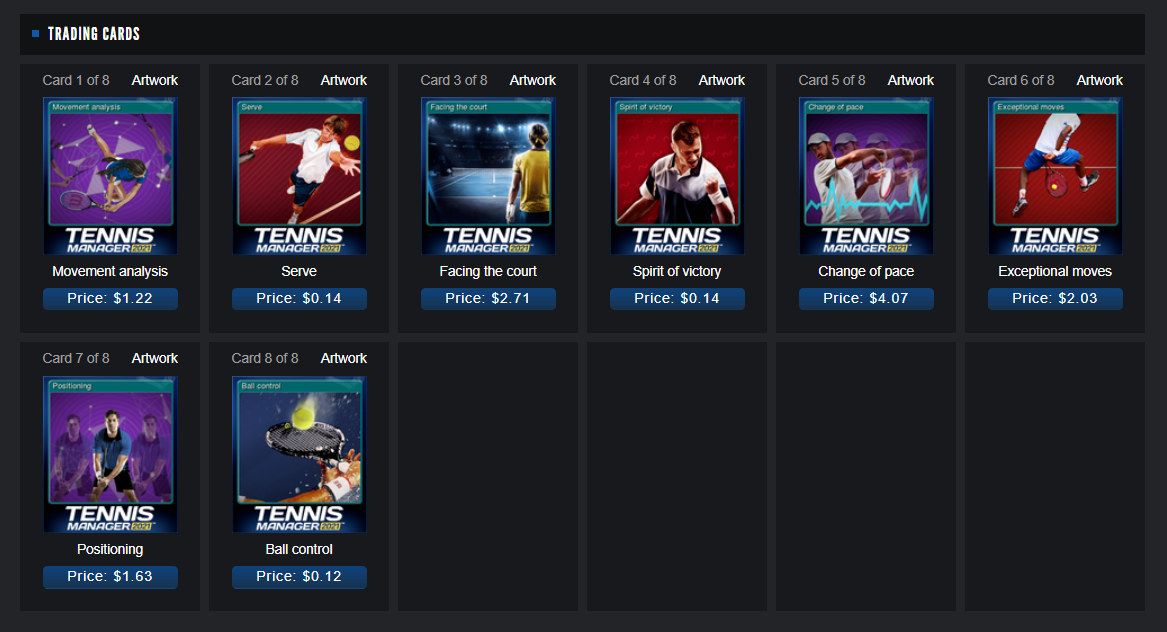 TRADING CARDS
Card 1 of 8 Artwork
Movement analysis
TENNIS
MANAGER 2021
Movement analysis
Price: $1.22
Card 2 of 8 Artwork
Serve
TENNIS
MANAGER 2021
Serve
Price: $0.14
Card 3 of 8 Artwork
Facing the court
TENNIS
MANAGER 2021
Facing the court
Price: $2.71
Card 4 of 8 Artwork
Spirit of victory
TENNIS
MANAGER 2021
Spirit of victory
Price: $0.14
Card 5 of 8 Artwork
Change of pace
TENNIS
MANAGER 2021
Change of pace
Price: $4.07
Card 6 of 8 Artwork
Exceptional moves
TENNIS
MANAGER 2021
Exceptional moves
Price: $2.03
Card 7 of 8 Artwork
Positioning
TENNIS
MANAGER 2021
Positioning
Price: $1.63
Card 8 of 8 Artwork
Ball control
TENNIS
MANAGER 2021
Ball control
Price: $0.12